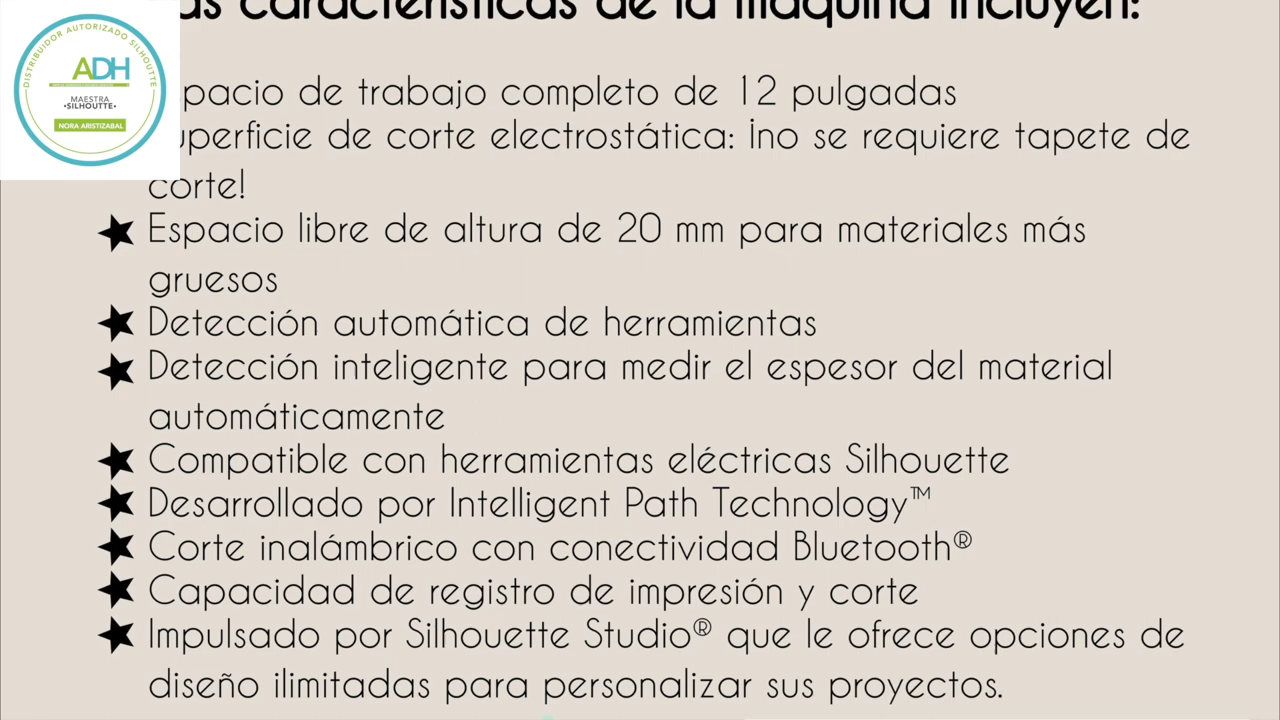 DISTRIBUIDOR AUTORIZADO SILHOUTTE
ADH
MAESTRA
•SILHOUTTE•
NORA ARISTIZABAL
características de la máquina incluyen:
pacio de trabajo completo de 12 pulgadas
uperficie de corte electrostática: ¡no se requiere tapete de
corte!
★ Espacio libre de altura de 20 mm para materiales más
gruesos
★ Detección automática de herramientas
★ Detección inteligente para medir el espesor del material
automáticamente
★ Compatible con herramientas eléctricas Silhouette
★ Desarrollado por Intelligent Path Technology™
★ Corte inalámbrico con conectividad Bluetooth®
★ Capacidad de registro de impresión y corte
★ Impulsado por Silhouette Studio® que le ofrece opciones de
diseño ilimitadas para personalizar sus proyectos.